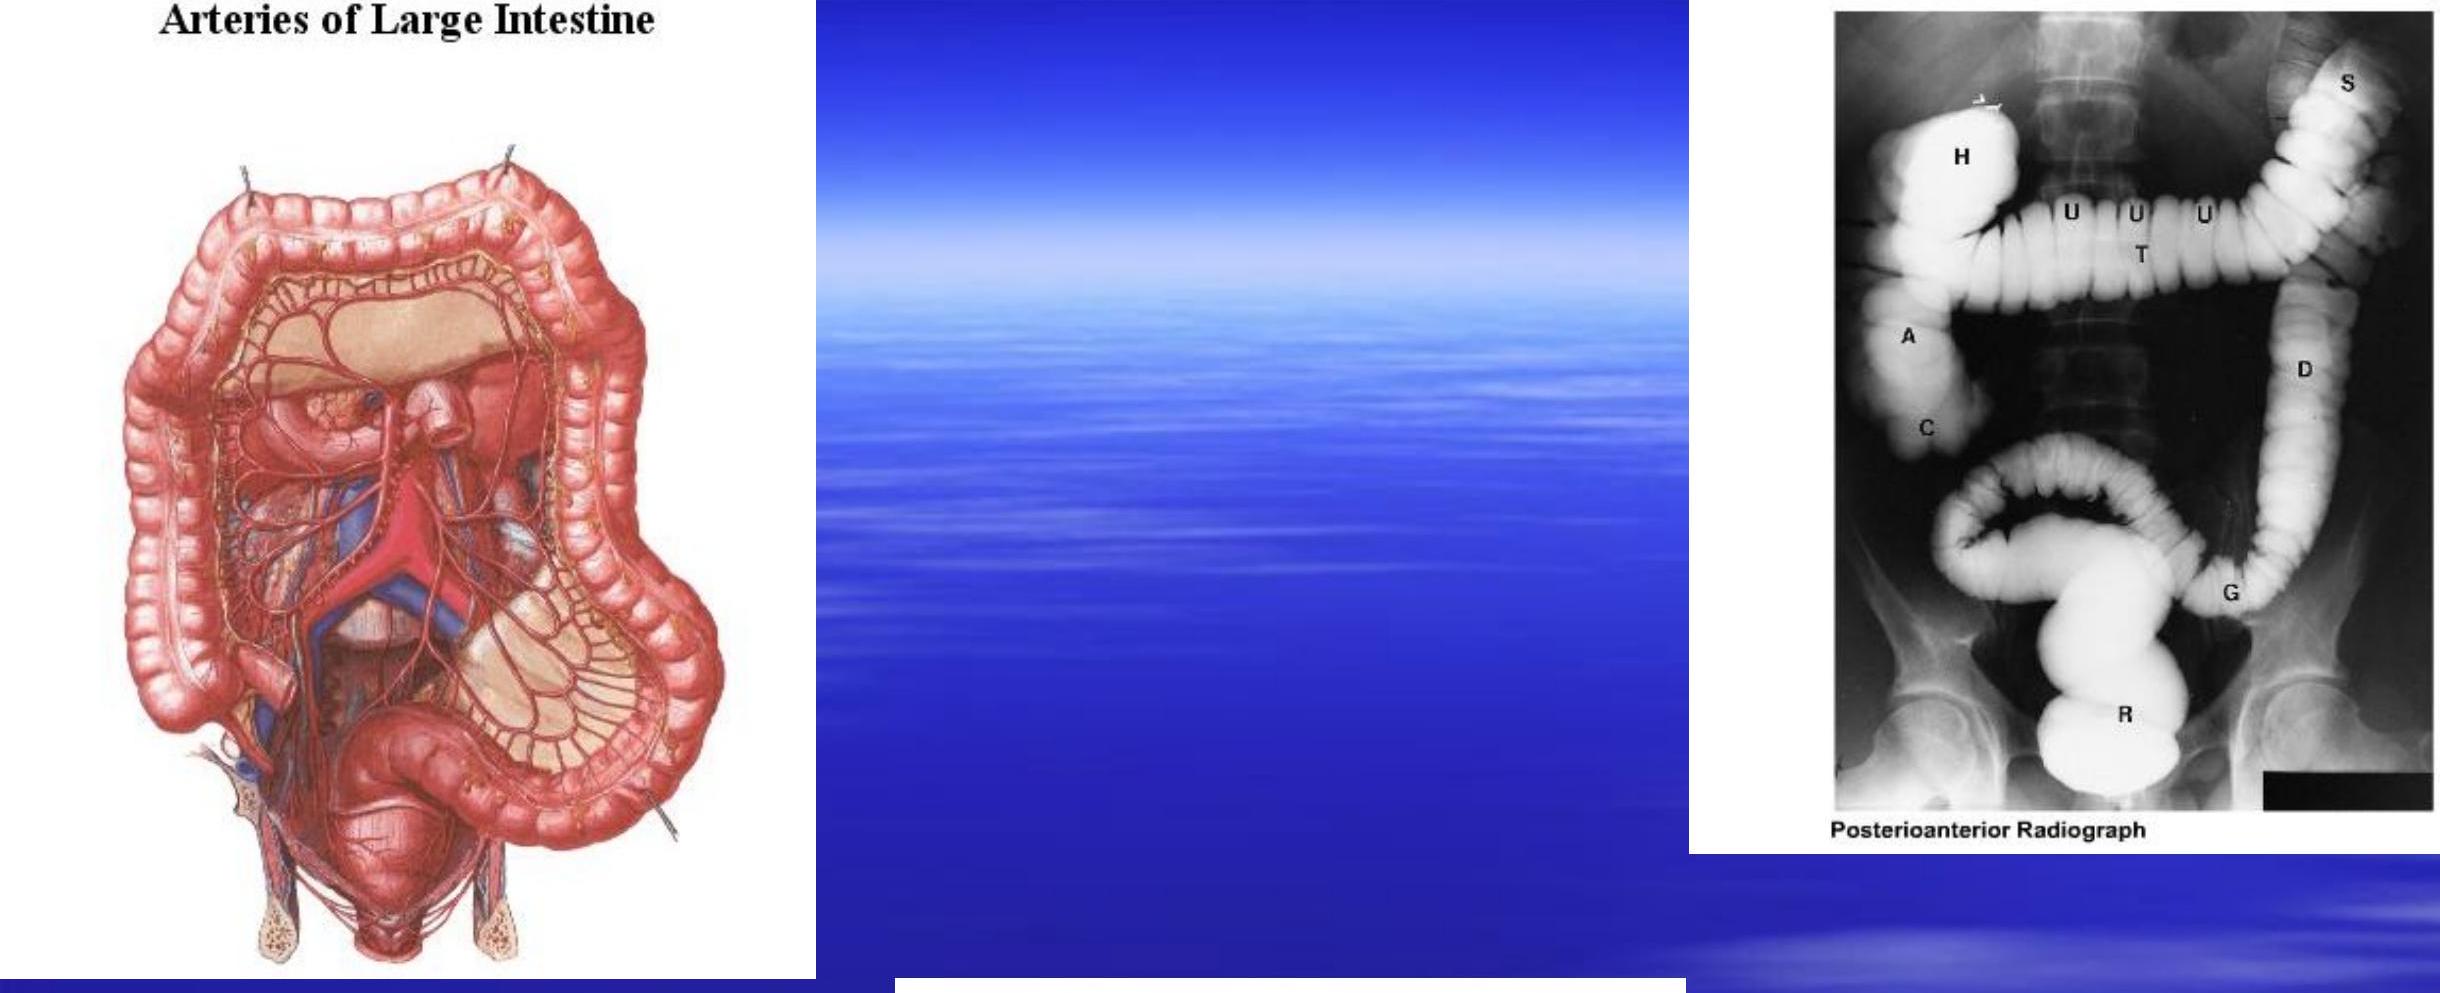 Arteries of Large Intestine
S
H
U U U
T
A
D
C
G
R
Posterioanterior Radiograph